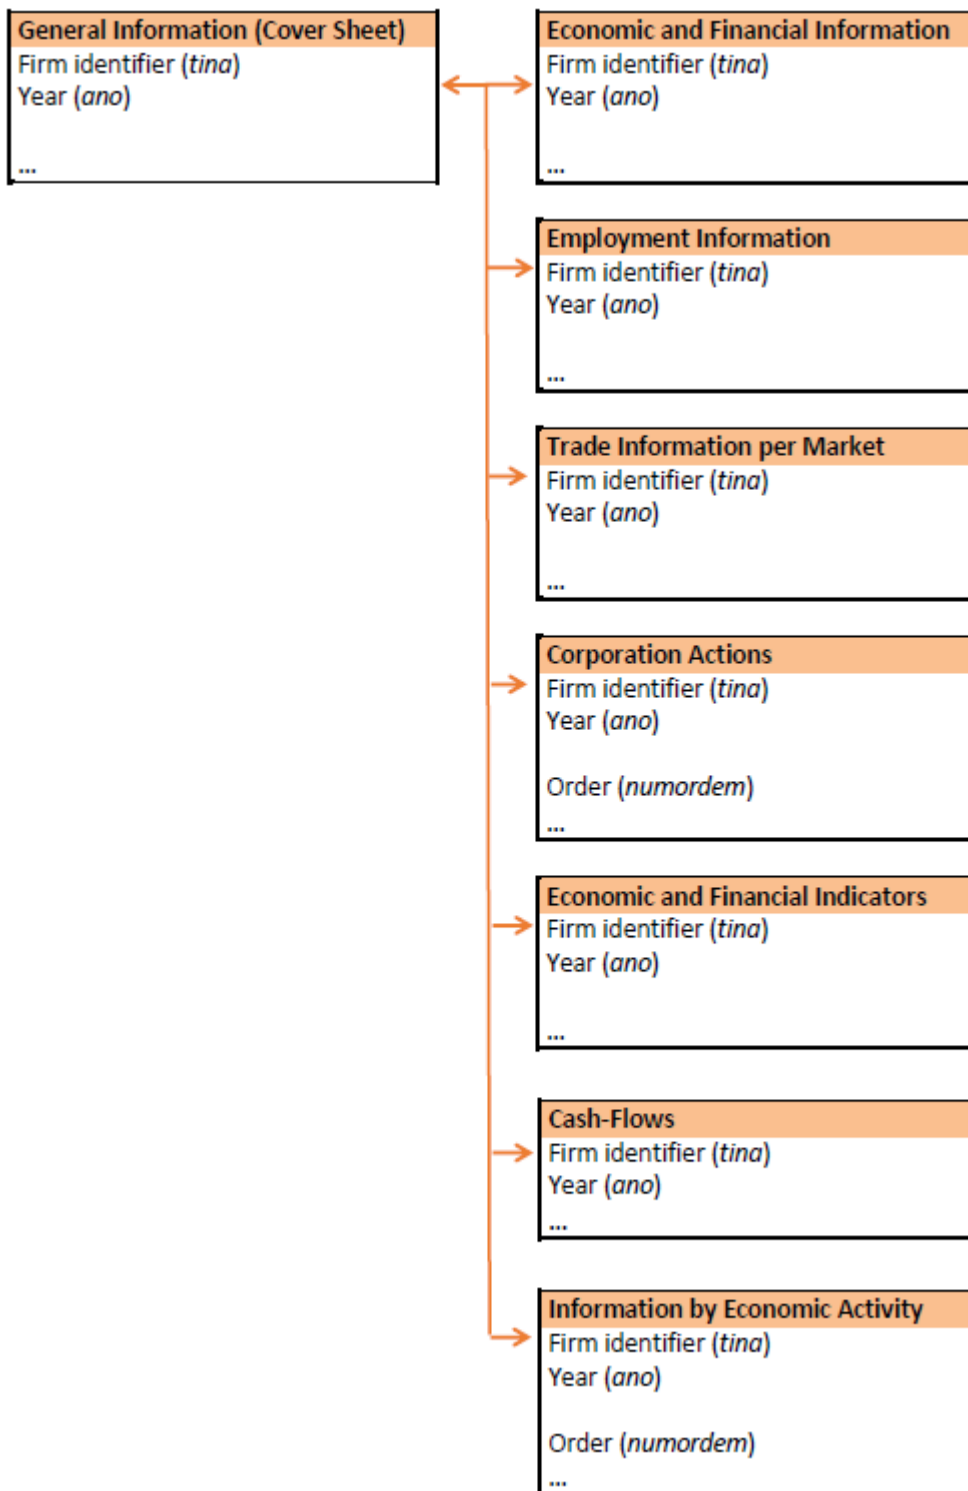 General Information (Cover Sheet)
Firm identifier (tina)
Year (ano)
...
Economic and Financial Information
Firm identifier (tina)
Year (ano)
...
Employment Information
Firm identifier (tina)
Year (ano)
...
Trade Information per Market
Firm identifier (tina)
Year (ano)
...
Corporation Actions
Firm identifier (tina)
Year (ano)
Order (numordem)
...
Economic and Financial Indicators
Firm identifier (tina)
Year (ano)
...
Cash-Flows
Firm identifier (tina)
Year (ano)
...
Information by Economic Activity
Firm identifier (tina)
Year (ano)
Order (numordem)
...